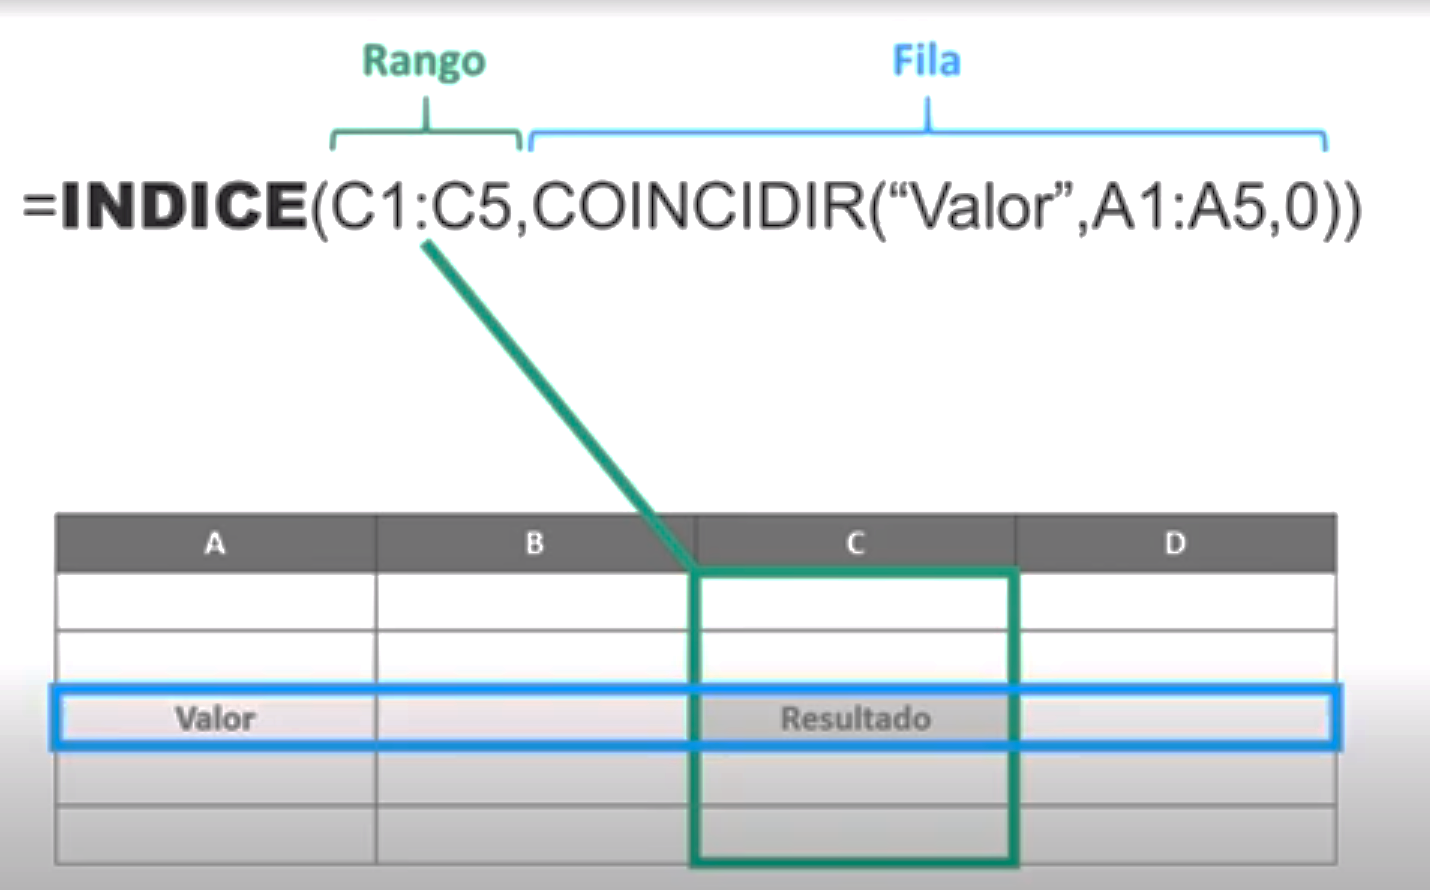 Rango Fila
=INDICE(C1:C5,COINCIDIR(“Valor”,A1:A5,0))
A B C D
Valor Resultado